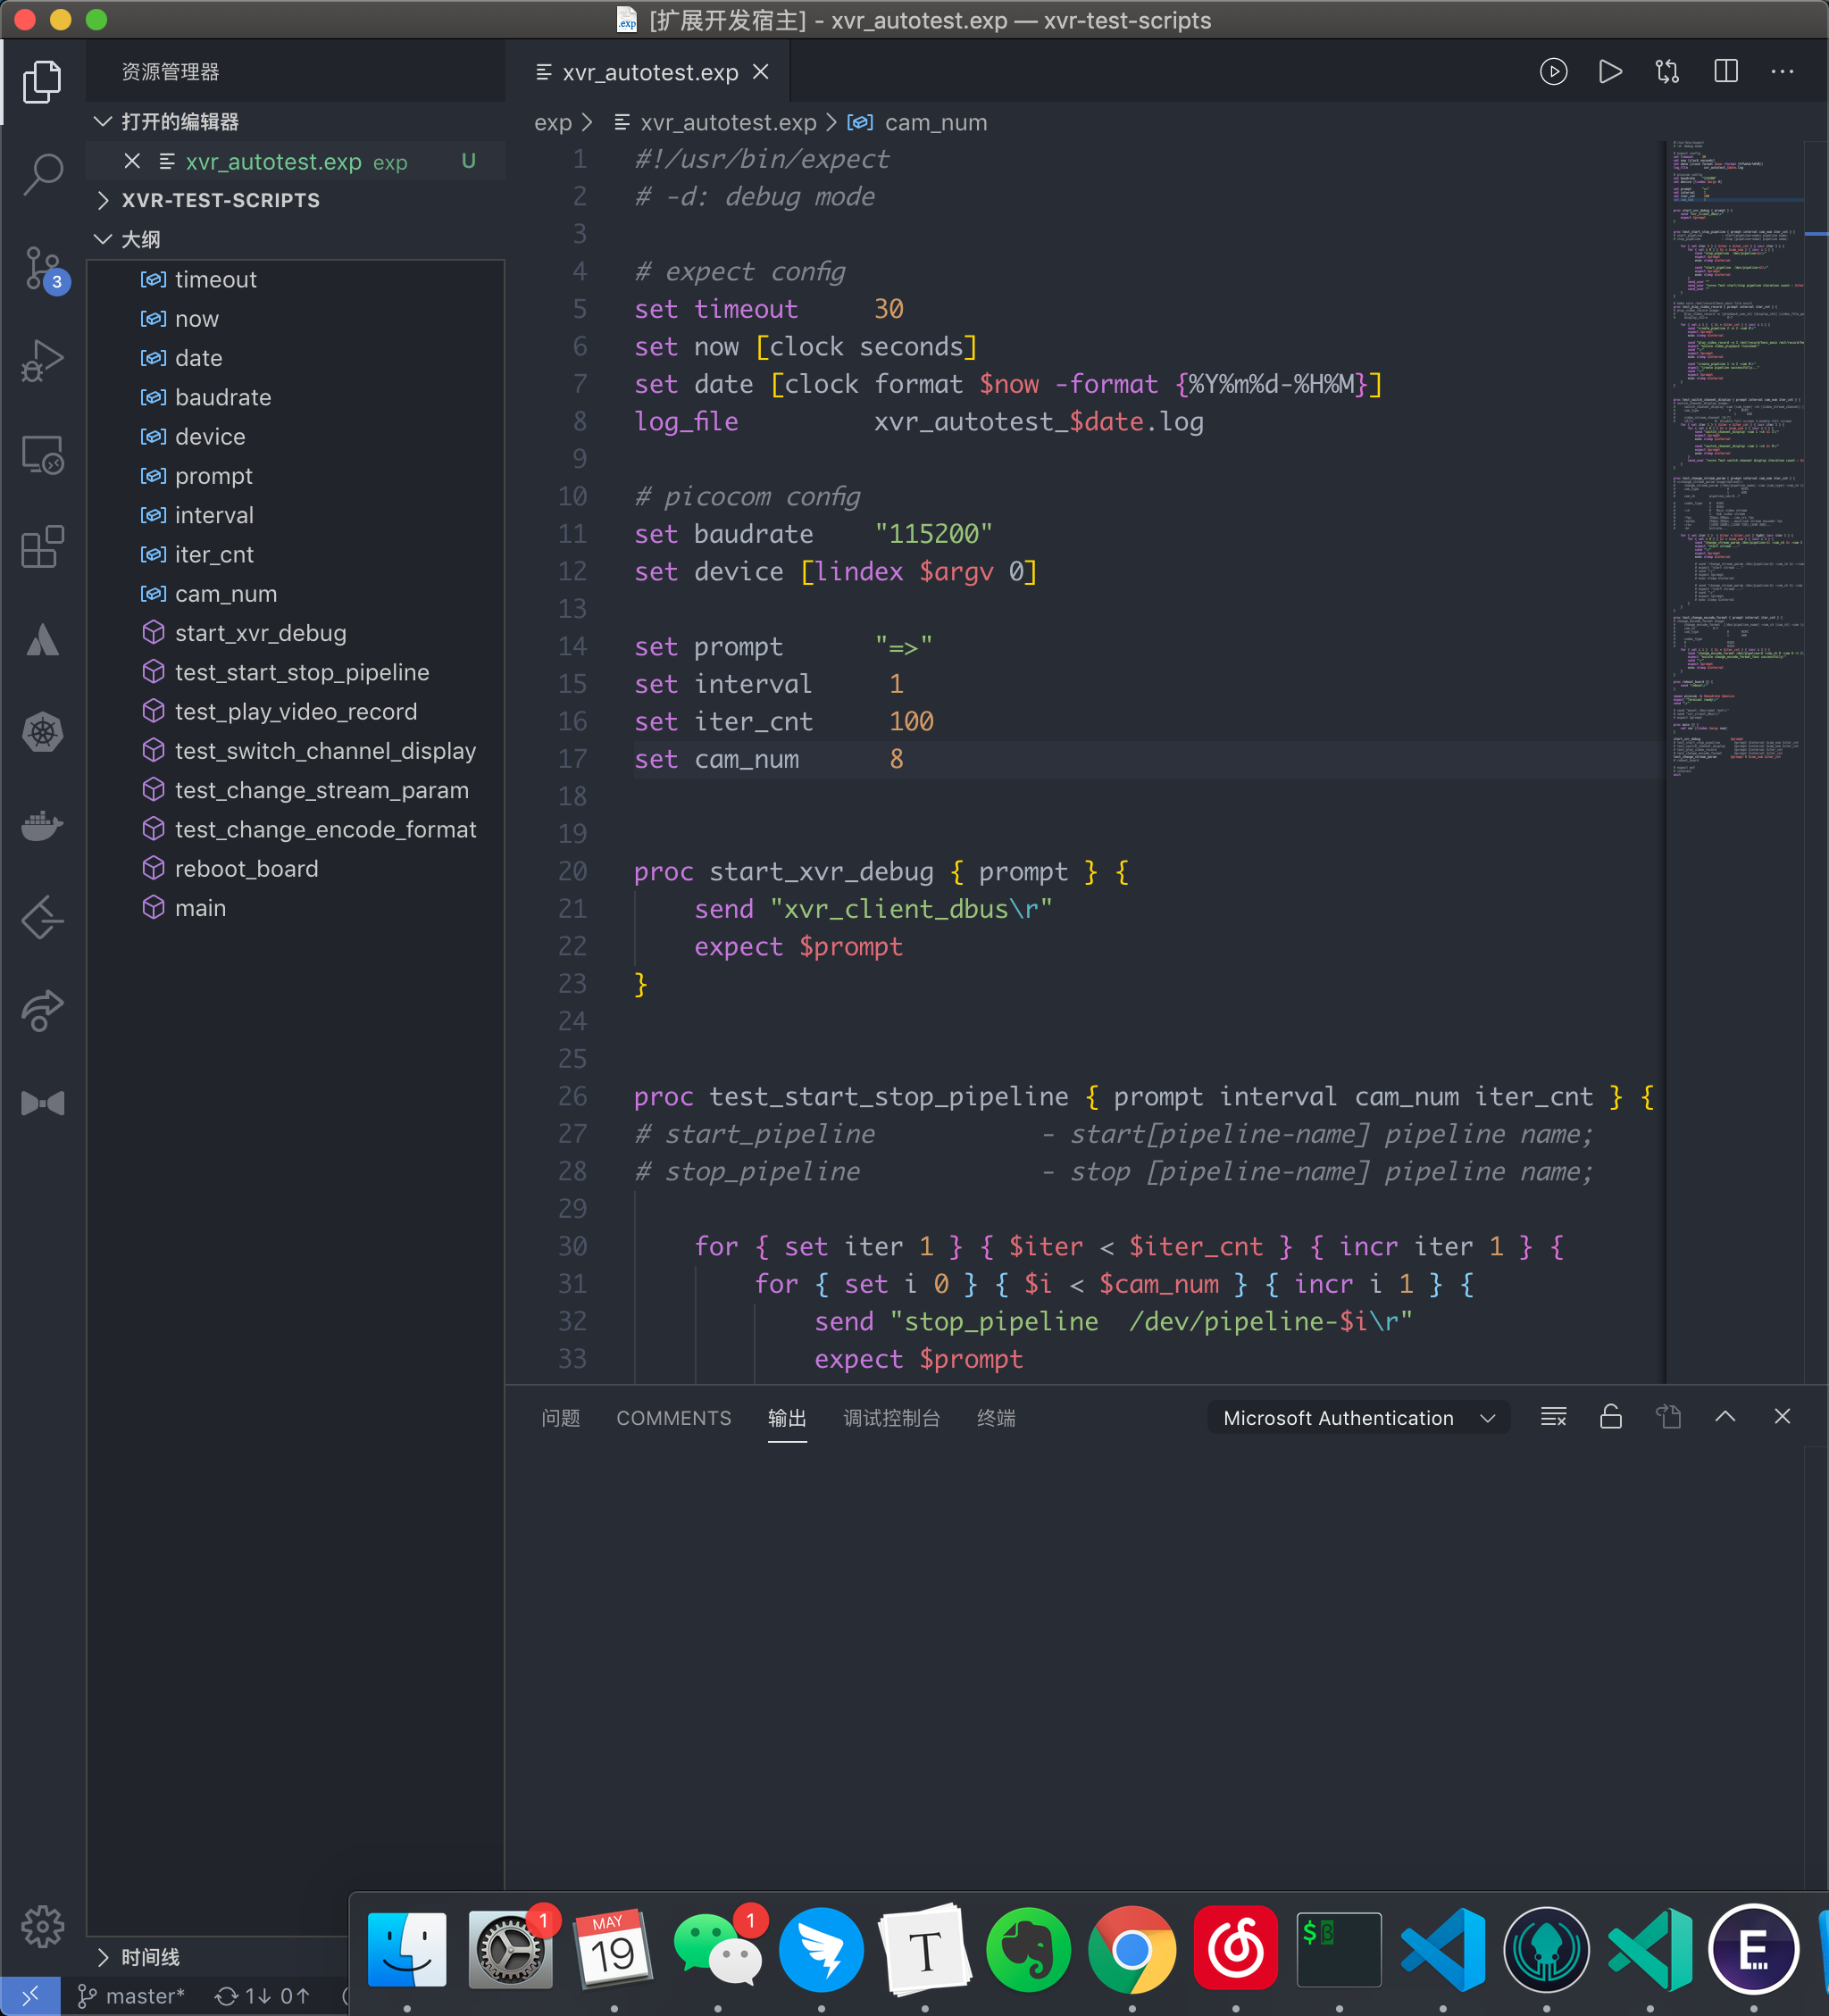 [扩展开发宿主] - xvr_autotest.exp — xvr-test-scripts
资源管理器
打开的编辑器
xvr_autotest.exp exp U
XVR-TEST-SCRIPTS
大纲
timeout
now
date
baudrate
device
prompt
interval
iter_cnt
cam_num
start_xvr_debug
test_start_stop_pipeline
test_play_video_record
test_switch_channel_display
test_change_stream_param
test_change_encode_format
reboot_board
main
时间线
3
xvr_autotest.exp
exp > xvr_autotest.exp > cam_num
1 #!/usr/bin/expect
2 # -d: debug mode
3
4 # expect config
5 set timeout     30
6 set now [clock seconds]
7 set date [clock format $now -format {%Y%m%d-%H%M}]
8 log_file         xvr_autotest_$date.log
9
10 # picocom config
11 set baudrate    "115200"
12 set device [lindex $argv 0]
13
14 set prompt      "=>"
15 set interval     1
16 set iter_cnt     100
17 set cam_num      8
18
19
20 proc start_xvr_debug { prompt } {
21     send "xvr_client_dbus\r"
22     expect $prompt
23 }
24
25
26 proc test_start_stop_pipeline { prompt interval cam_num iter_cnt } {
27 # start_pipeline           - start[pipeline-name] pipeline name;
28 # stop_pipeline            - stop [pipeline-name] pipeline name;
29
30     for { set iter 1 } { $iter < $iter_cnt } { incr iter 1 } {
31         for { set i 0 } { $i < $cam_num } { incr i 1 } {
32             send "stop_pipeline  /dev/pipeline-$i\r"
33             expect $prompt
问题 COMMENTS 输出 调试控制台 终端 Microsoft Authentication
master* 1↓ 0↑
1
MAY
19
1
T
$
E